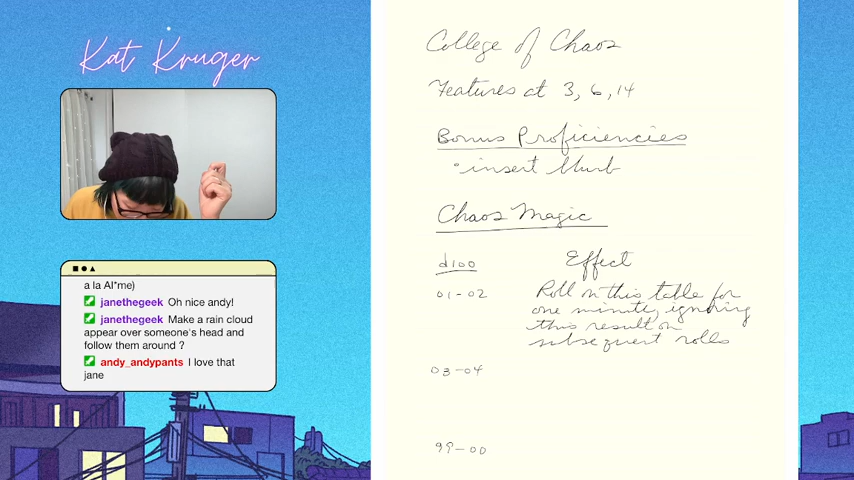 Kat Kruger
a la Al*me)
janethegeek Oh nice andy!
janethegeek Make a rain cloud
appear over someone's head and
follow them around ?
andy_andypants I love that
jane
College of Chaos
Features at 3, 6, 14
Bonus Proficiencies
•insert blurb
Chaos Magic
d100 Effect
01-02 Roll on this table for
one minute, ignoring
this result on
subsequent rolls
03-04
99-00